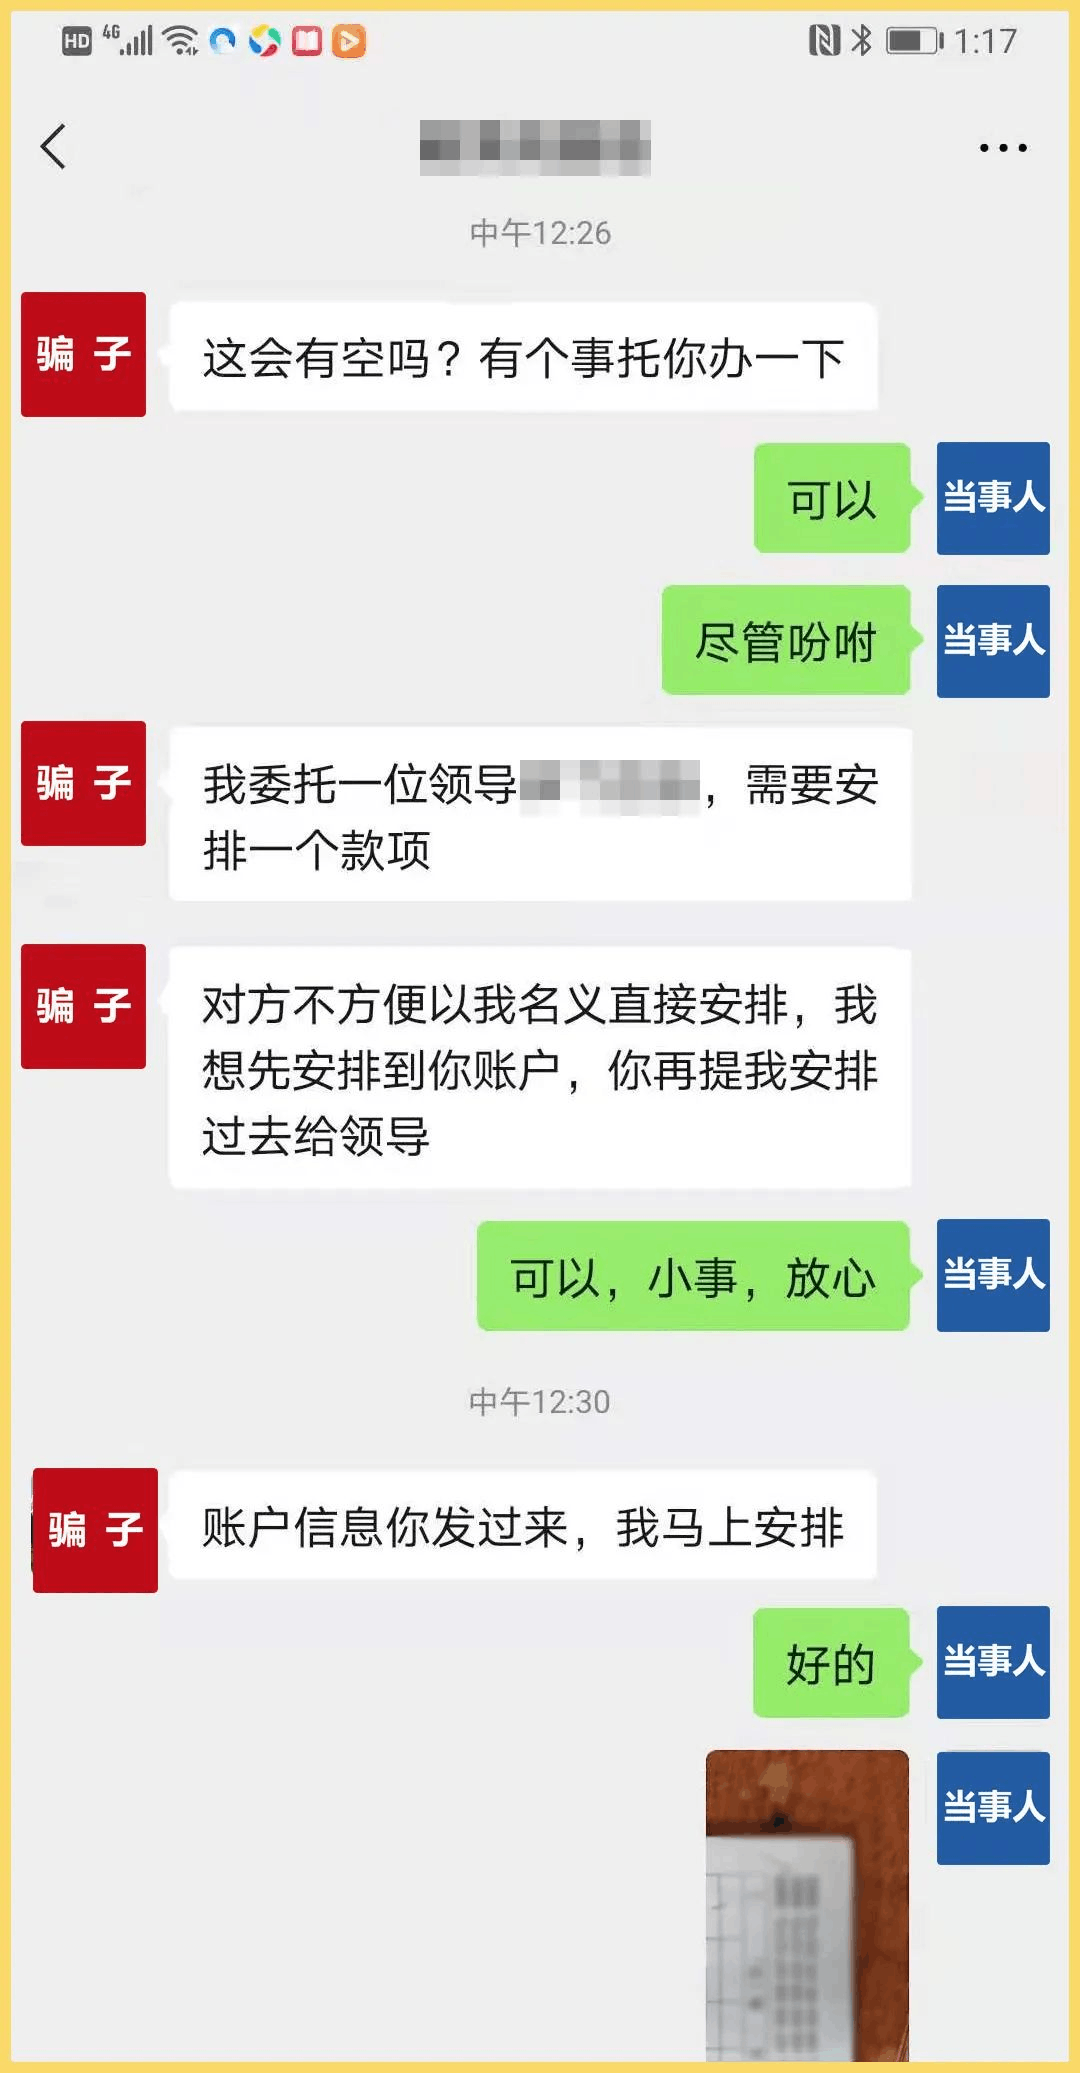 HD 4G 1:17
中午12:26
骗 子
这会有空吗？有个事托你办一下
可以
当事人
尽管吩咐
当事人
骗 子
我委托一位领导，需要安
排一个款项
骗 子
对方不方便以我名义直接安排，我
想先安排到你账户，你再提我安排
过去给领导
可以，小事，放心
当事人
中午12:30
骗 子
账户信息你发过来，我马上安排
好的
当事人
当事人